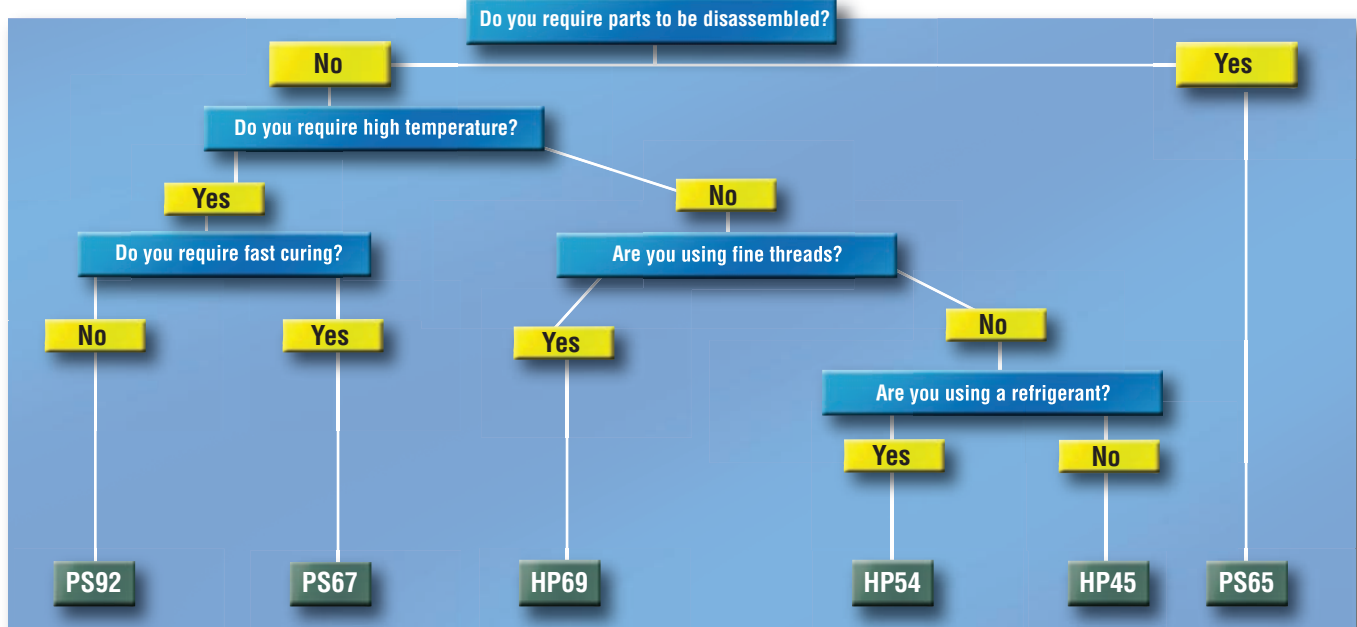 Do you require parts to be disassembled?
No
Yes
Do you require high temperature?
Yes
No
Do you require fast curing?
Are you using fine threads?
No
Yes
Yes
No
Are you using a refrigerant?
Yes
No
PS92
PS67
HP69
HP54
HP45
PS65